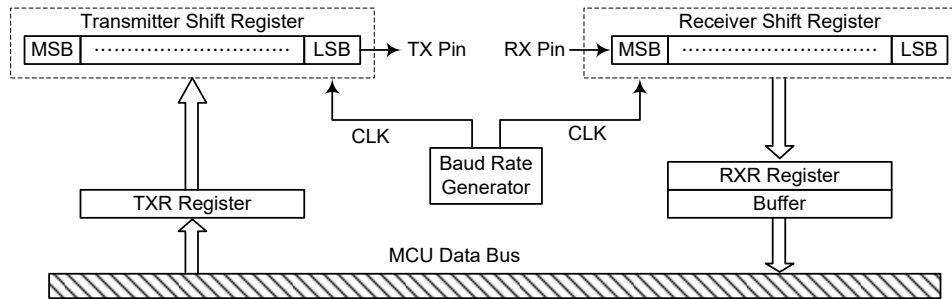 Transmitter Shift Register
MSB
LSB
TX Pin
Receiver Shift Register
RX Pin
MSB
LSB
CLK
CLK
Baud Rate
Generator
TXR Register
RXR Register
Buffer
MCU Data Bus